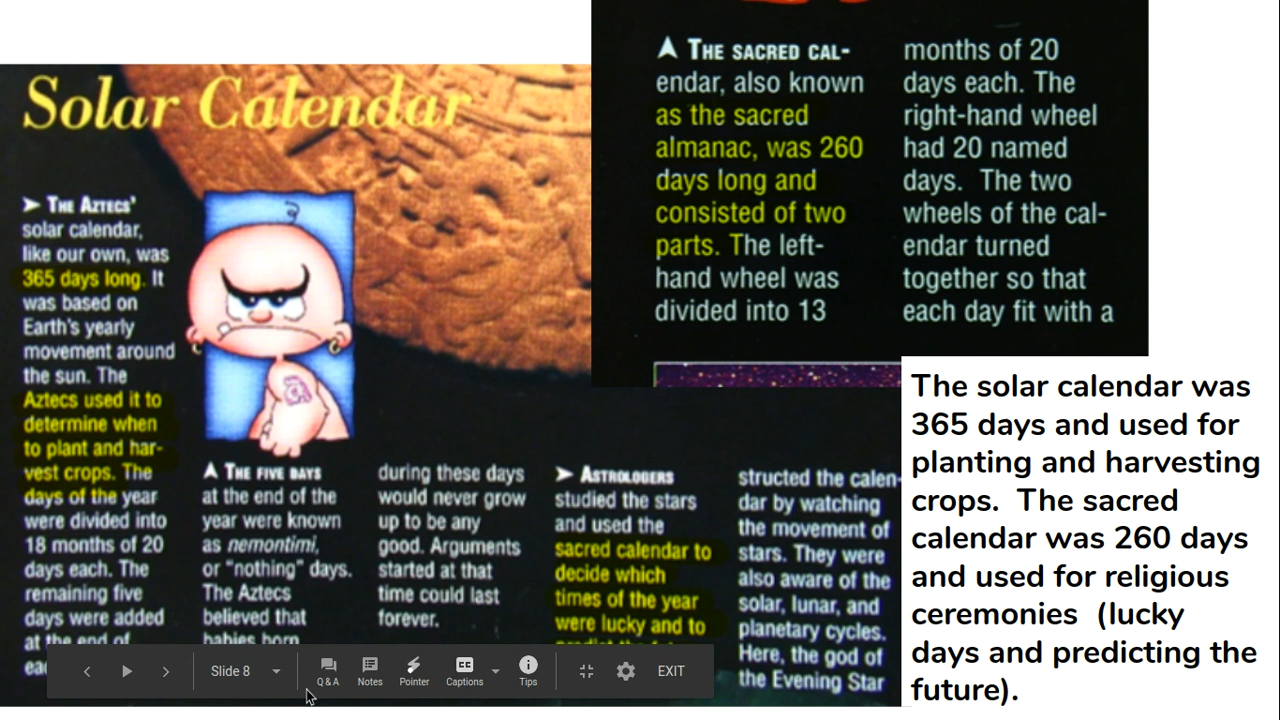 Solar Calendar
➤ THE AZTECS'
solar calendar,
like our own, was
365 days long. It
was based on
Earth's yearly
movement around
the sun. The
Aztecs used it to
determine when
to plant and har-
vest crops. The
days of the year
were divided into
18 months of 20
days each. The
remaining five
days were added
at the end of
THE FIVE DAYS
at the end of the
year were known
as nemontimi,
or “nothing” days.
The Aztecs
believed that
babies born
during these days
would never grow
up to be any
good. Arguments
started at that
time could last
forever.
➤ ASTROLOGERS
studied the stars
and used the
sacred calendar to
decide which
times of the year
were lucky and to
structed the calen-
dar by watching
the movement of
stars. They were
also aware of the
solar, lunar, and
planetary cycles.
Here, the god of
the Evening Star
THE SACRED CAL-
endar, also known
as the sacred
almanac, was 260
days long and
consisted of two
parts. The left-
hand wheel was
divided into 13
months of 20
days each. The
right-hand wheel
had 20 named
days. The two
wheels of the cal-
endar turned
together so that
each day fit with a
The solar calendar was
365 days and used for
planting and harvesting
crops. The sacred
calendar was 260 days
and used for religious
ceremonies (lucky
days and predicting the
future).
Slide 8
Q & A
Notes
Pointer
CC
Captions
Tips
EXIT